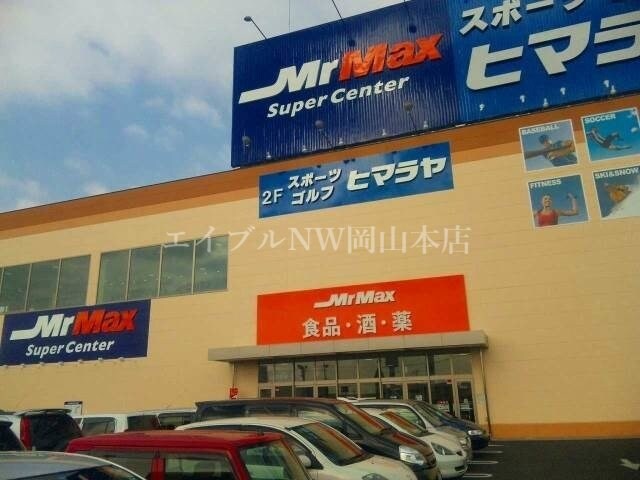 MrMax
Super Center
スポーツ
ヒマラヤ
2F スポーツ
ゴルフ ヒマラヤ
BASEBALL
SOCCER
FITNESS
SKI&SNOW
エイブルNW岡山本店
MrMax
食品・酒・薬
MrMax
Super Center